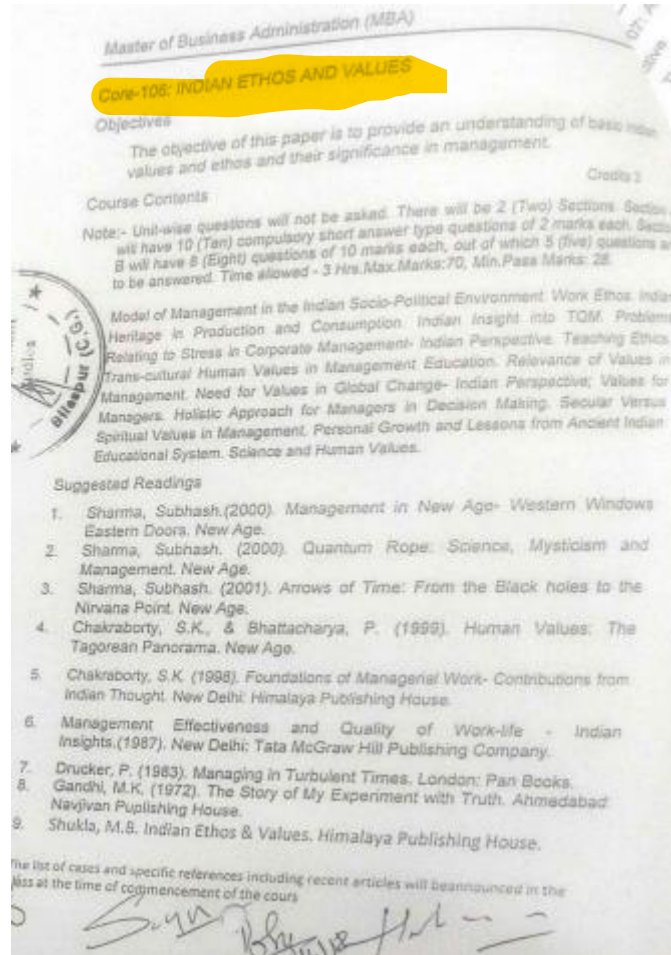 Master of Business Administration (MBA)
07:
ative
Core-106: INDIAN ETHOS AND VALUES
Objectives
The objective of this paper is to provide an understanding of basic
values and ethos and their significance in management.
Credits
Course Contents
Note:- Unit-wise questions will not be asked. There will be 2 (Two) Sections.
will have 10 (Ten) compulsory short answer type questions of 2 marks each.
B will have 8 (Eight) questions of 10 marks each, out of which 5 (five) questions
to be answered. Time allowed - 3 Hrs.Max.Marks:70, Min.Pass Marks: 28.
Model of Management in the Indian Socio-Political Environment. Work Ethos.
Heritage in Production and Consumption. Indian Insight into TQM. Problems
Relating to Stress in Corporate Management- Indian Perspective. Teaching Ethics.
Trans-cultural Human Values in Management Education. Relevance of Values in
Management. Need for Values in Global Change- Indian Perspective; Values for
Managers. Holistic Approach for Managers in Decision Making. Secular Versus
Spiritual Values in Management. Personal Growth and Lessons from Ancient Indian
Educational System. Science and Human Values.
Bilaspur (C.G.)
Suggested Readings
1. Sharma, Subhash.(2000). Management in New Age- Western Windows
Eastern Doors. New Age.
2. Sharma, Subhash. (2000). Quantum Rope: Science, Mysticism and
Management. New Age.
3. Sharma, Subhash. (2001). Arrows of Time: From the Black holes to the
Nirvana Point. New Age.
4. Chakraborty, S.K., & Bhattacharya, P. (1999). Human Values: The
Tagorean Panorama. New Age.
5. Chakraborty, S.K. (1998). Foundations of Managerial Work- Contributions from
Indian Thought. New Delhi: Himalaya Publishing House.
6. Management Effectiveness and Quality of Work-life - Indian
Insights.(1987). New Delhi: Tata McGraw Hill Publishing Company.
7. Drucker, P. (1983). Managing in Turbulent Times. London: Pan Books.
8. Gandhi, M.K. (1972). The Story of My Experiment with Truth. Ahmedabad:
Navjivan Puplishing House.
9. Shukla, M.B. Indian Ethos & Values. Himalaya Publishing House.
The list of cases and specific references including recent articles will beannounced in the
at the time of commencement of the cours